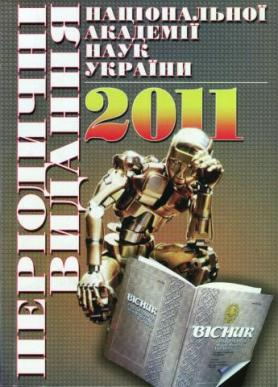 ПЕРІОДИЧНІ
ВИДАННЯ
НАЦІОНАЛЬНОЇ
АКАДЕМІЇ
НАУК
УКРАЇНИ
2011
ВІСНИК
ВІСНИК